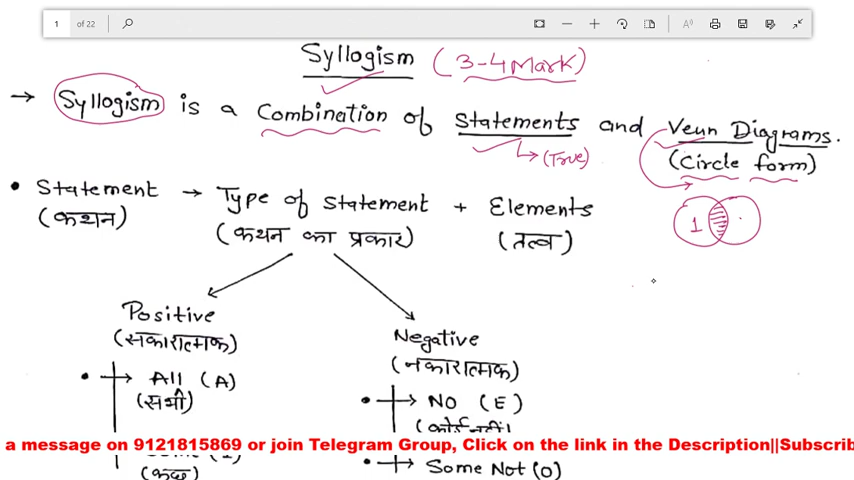 1 of 22
Syllogism (3-4 Mark)
→ Syllogism is a Combination of Statements and Venn Diagrams.
→ (True) (Circle form)
1
• Statement → Type of statement + Elements
(कथन) (कथन का प्रकार) (तत्व)
Positive
(सकारात्मक)
Negative
(नकारात्मक)
• → All (A)
(सभी)
• → NO (E)
(कोई नहीं)
a message on 9121815869 or join Telegram Group, Click on the link in the Description||Subscrib
(कुछ)
• → Some Not (O)